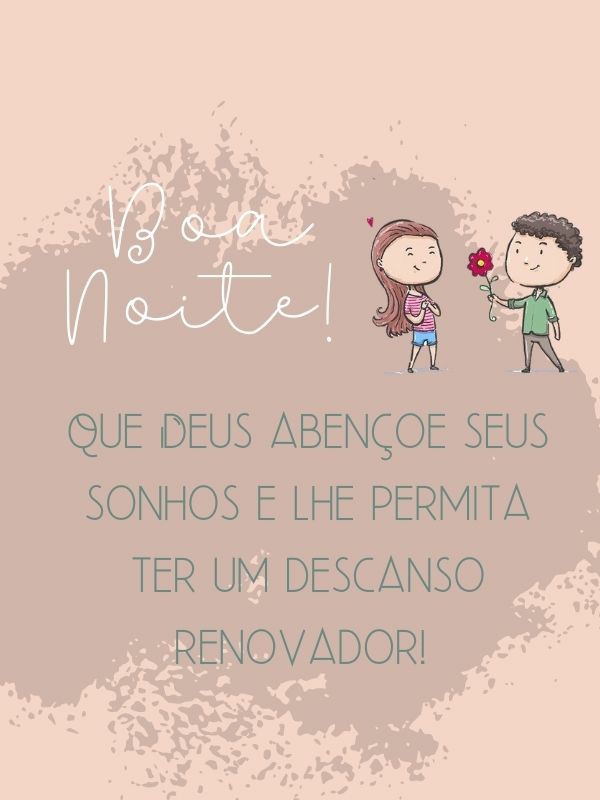 Boa
Noite!
QUE DEUS ABENÇOE SEUS
SONHOS E LHE PERMITA
TER UM DESCANSO
RENOVADOR!